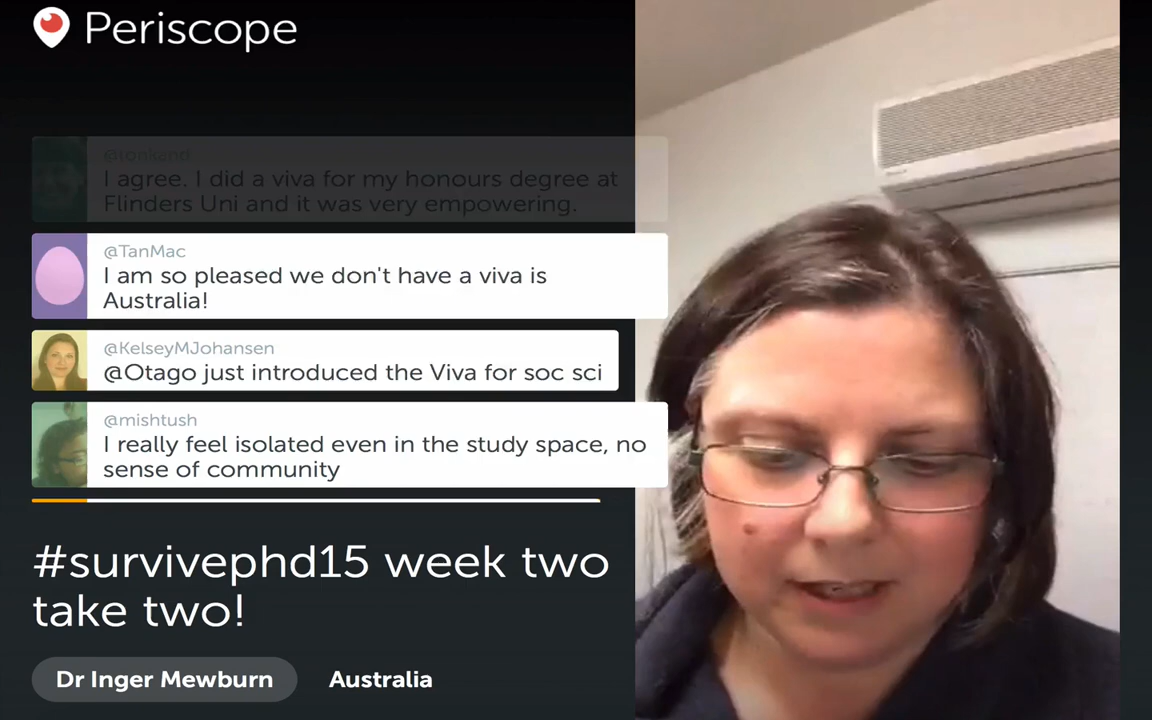 Periscope
@tonkand
I agree. I did a viva for my honours degree at
Flinders Uni and it was very empowering.
@TanMac
I am so pleased we don't have a viva is
Australia!
@KelseyMJohansen
@Otago just introduced the Viva for soc sci
@mishtush
I really feel isolated even in the study space, no
sense of community
#survivephd15 week two
take two!
Dr Inger Mewburn
Australia